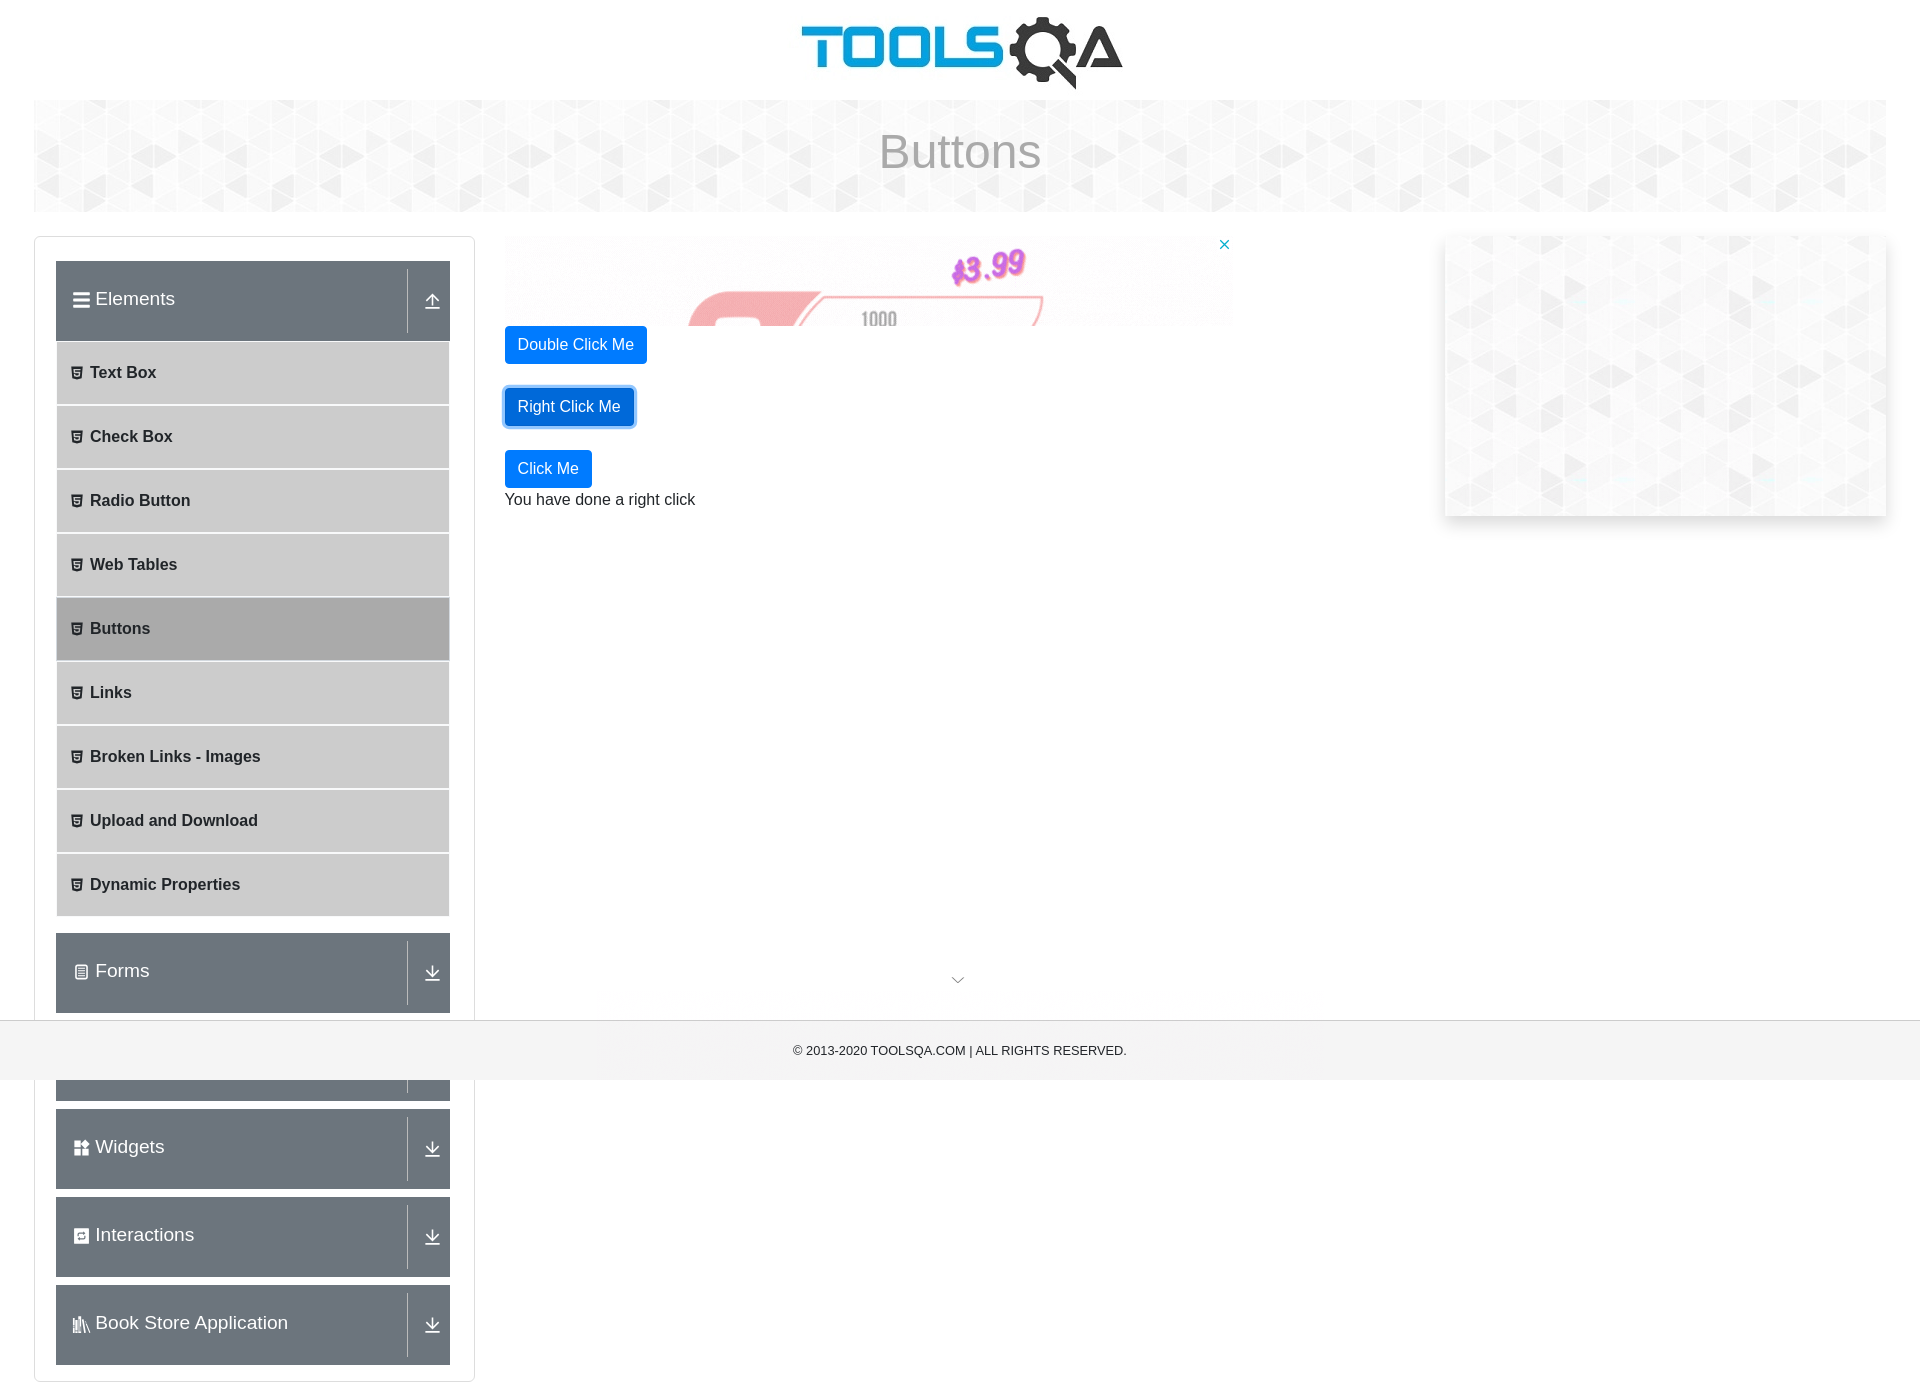 TOOLSQA
Buttons
Elements
Text Box
Check Box
Radio Button
Web Tables
Buttons
Links
Broken Links - Images
Upload and Download
Dynamic Properties
Forms
Widgets
Interactions
Book Store Application
$3.99
1000
Double Click Me
Right Click Me
Click Me
You have done a right click
© 2013-2020 TOOLSQA.COM | ALL RIGHTS RESERVED.